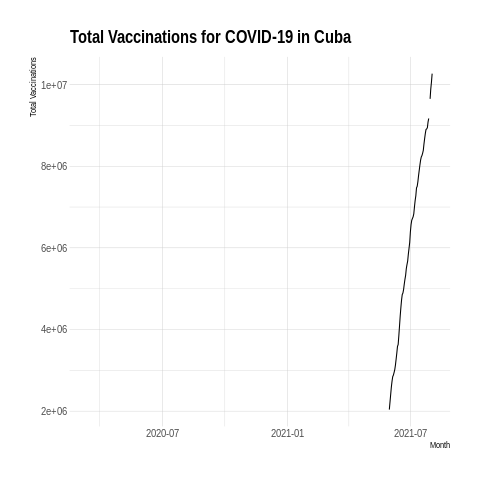 Total Vaccinations for COVID-19 in Cuba
Total Vaccinations
1e+07
8e+06
6e+06
4e+06
2e+06
2020-07
2021-01
2021-07
Month